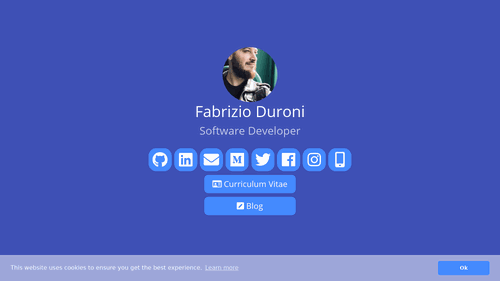 Fabrizio Duroni
Software Developer
Curriculum Vitae
Blog
This website uses cookies to ensure you get the best experience. Learn more
Ok